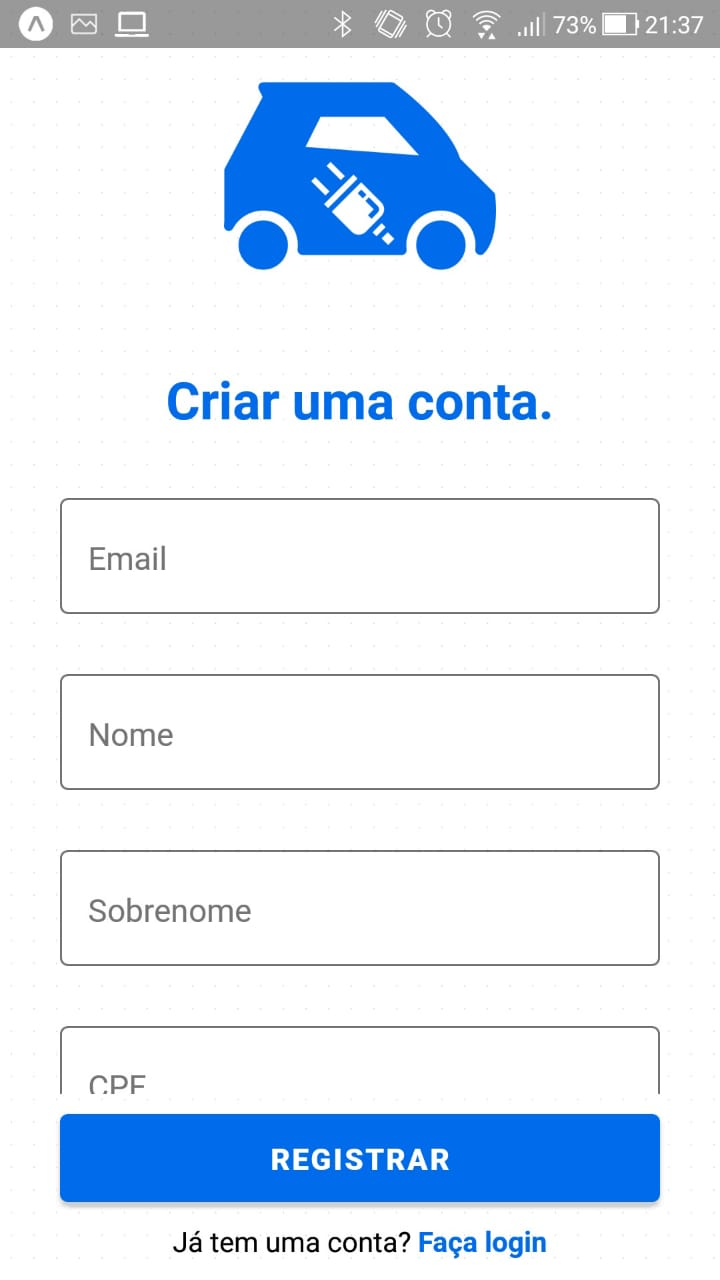 73% 21:37
Criar uma conta.
Email
Nome
Sobrenome
CPF
REGISTRAR
Já tem uma conta? Faça login